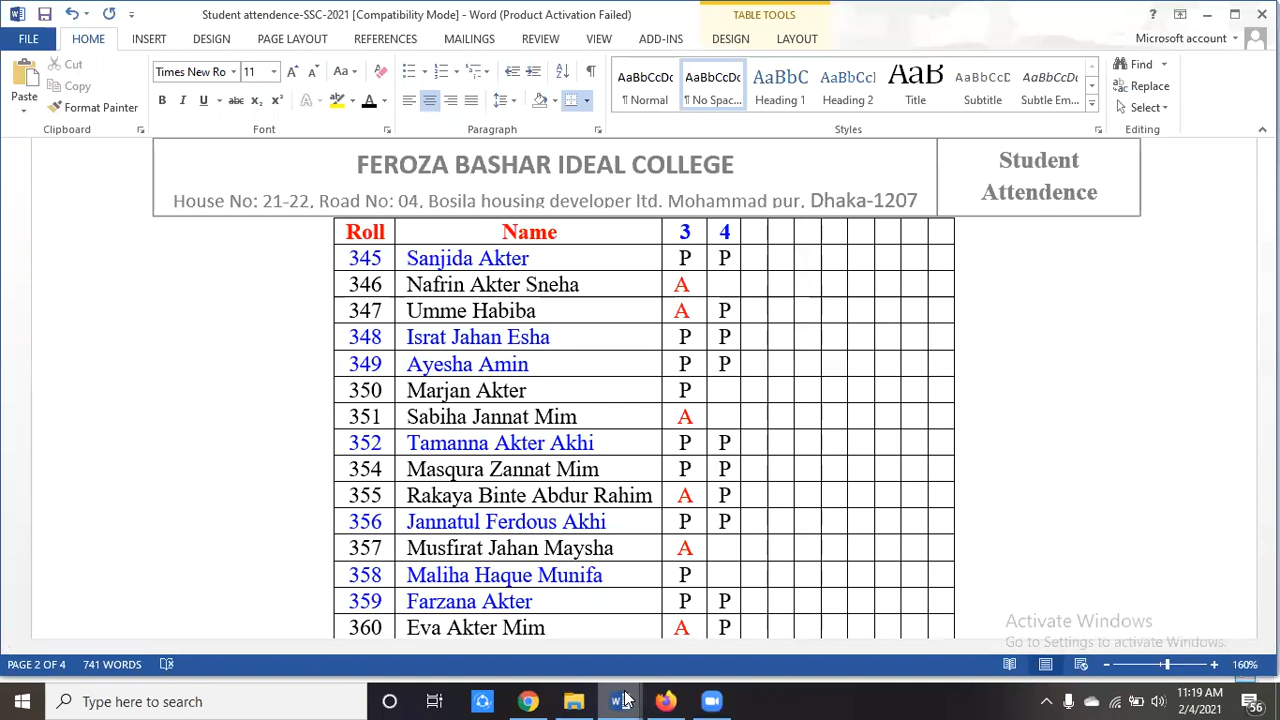 Student attendence-SSC-2021 [Compatibility Mode] - Word (Product Activation Failed)
TABLE TOOLS
FILE HOME INSERT DESIGN PAGE LAYOUT REFERENCES MAILINGS REVIEW VIEW ADD-INS DESIGN LAYOUT Microsoft account
Paste
Cut
Copy
Format Painter
Clipboard
Times New Ro 11
Font
Paragraph
AaBbCcDc AaBbCcDc AaBbC AaBbCcD AaB AaBbCcD AaBbCcD
¶ Normal ¶ No Spac... Heading Heading 2 Title Subtitle Subtle Em...
Styles
Find
Replace
Select
Editing
FEROZA BASHAR IDEAL COLLEGE
House No: 21-22, Road No: 04, Bosila housing developer ltd. Mohammad pur, Dhaka-1207
Student
Attendence
Roll Name 3 4
345 Sanjida Akter P P
346 Nafrin Akter Sneha A
347 Umme Habiba A P
348 Israt Jahan Esha P P
349 Ayesha Amin P P
350 Marjan Akter P
351 Sabiha Jannat Mim A
352 Tamanna Akter Akhi P P
354 Masqura Zannat Mim P P
355 Rakaya Binte Abdur Rahim A P
356 Jannatul Ferdous Akhi P P
357 Musfirat Jahan Maysha A
358 Maliha Haque Munifa P
359 Farzana Akter P P
360 Eva Akter Mim A P
Activate Windows
Go to Settings to activate Windows.
PAGE 2 OF 4 741 WORDS 160%
Type here to search
11:19 AM
2/4/2021
56